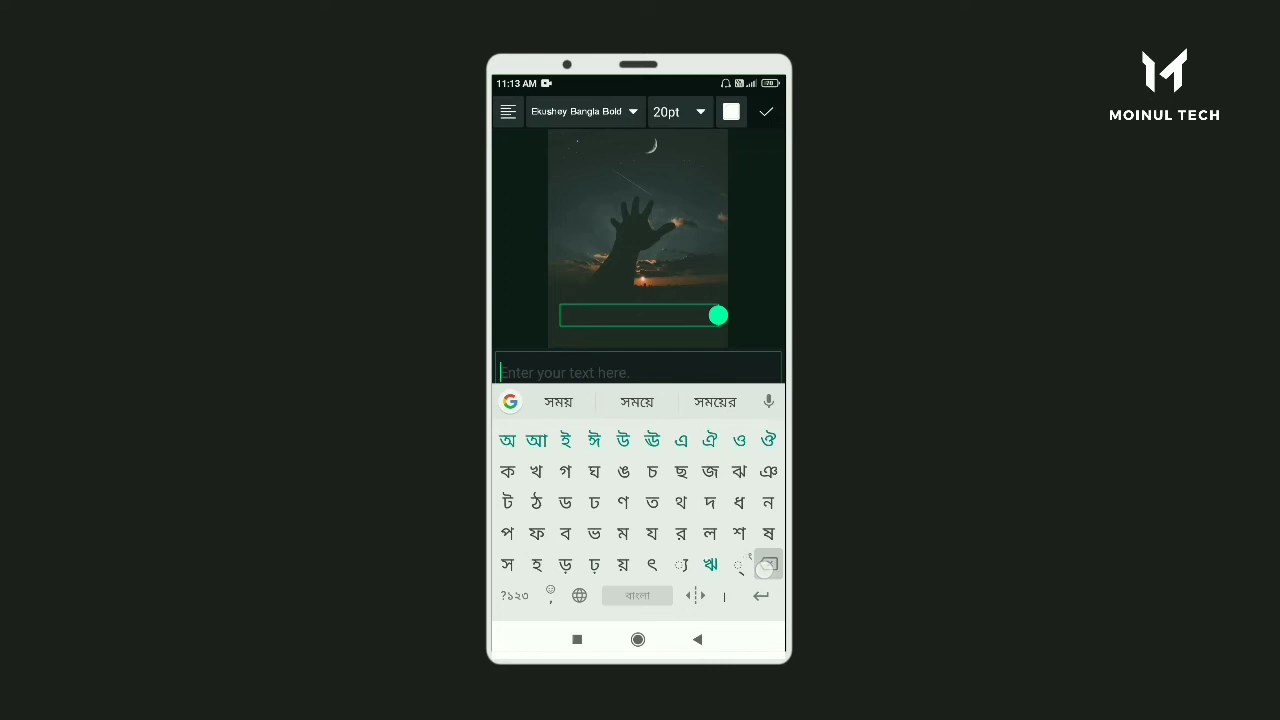 11:13 AM
Ekushey Bangla Bold
20pt
MOINUL TECH
Enter your text here.
সময় সময়ে সময়ের
অ আ ই ঈ উ ঊ এ ঐ ও ঔ
ক খ গ ঘ ঙ চ ছ জ ঝ ঞ
ট ঠ ড ঢ ণ ত থ দ ধ ন
প ফ ব ভ ম য র ল শ ষ
স হ ড় ঢ় য় ৎ ্য ঋ ্
?১২৩ , বাংলা ।